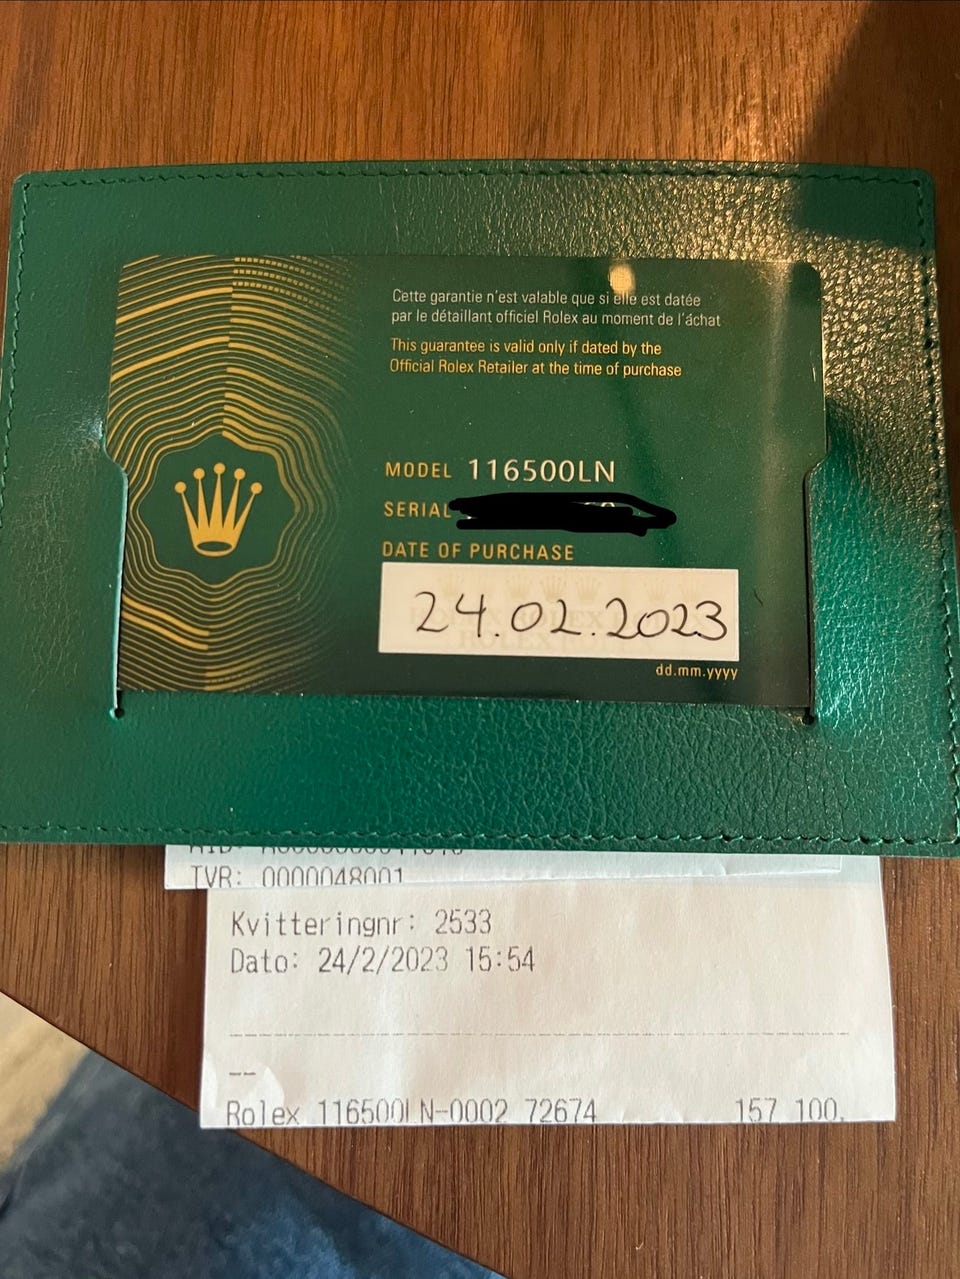 Cette garantie n'est valable que si elle est datée
par le détaillant officiel Rolex au moment de l'áchat
This guarantee is valid only if dated by the
Official Rolex Retailer at the time of purchase
MODEL 116500LN
SERIAL
DATE OF PURCHASE
24.02.2023
dd.mm.yyyy
TVR: 0000048001
Kvitteringnr: 2533
Dato: 24/2/2023 15:54
Rolex 116500LN-0002 72674 157 100,